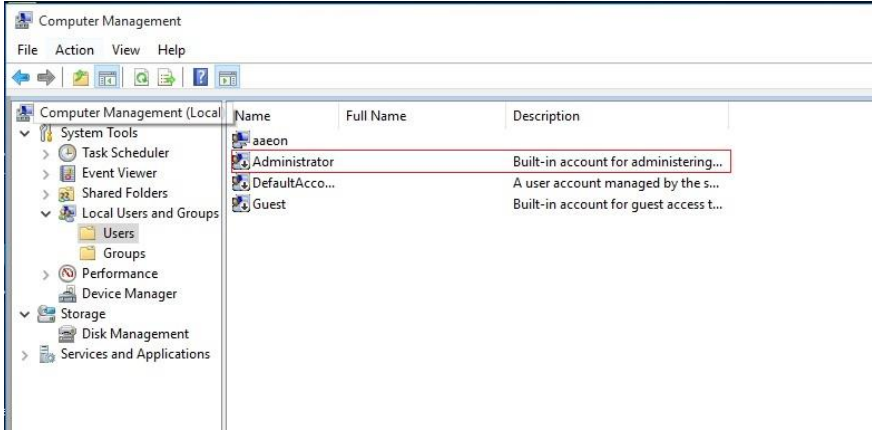 Computer Management
File Action View Help
Computer Management (Local
System Tools
Task Scheduler
Event Viewer
Shared Folders
Local Users and Groups
Users
Groups
Performance
Device Manager
Storage
Disk Management
Services and Applications
Name Full Name Description
aaeon
Administrator Built-in account for administering...
DefaultAcco... A user account managed by the s...
Guest Built-in account for guest access t...